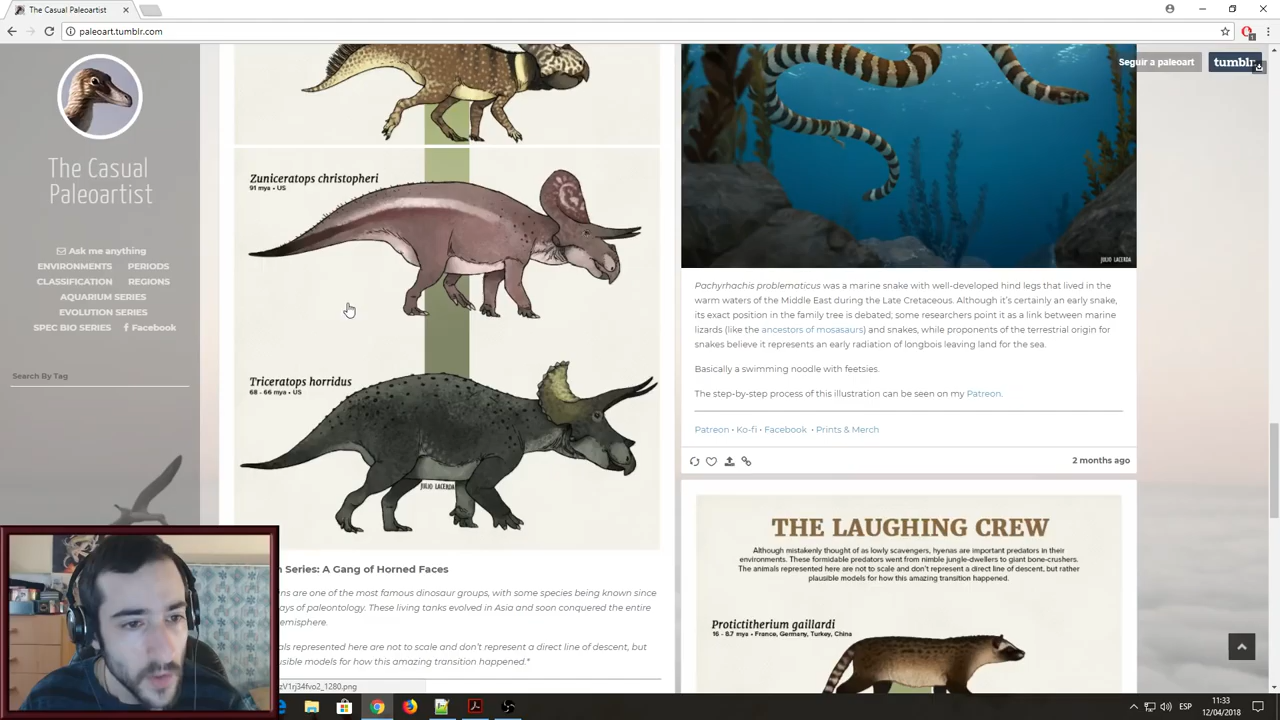 The Casual Paleoartist
paleoart.tumblr.com
Seguir a paleoart
tumblr.
The Casual
Paleoartist
Ask me anything
ENVIRONMENTS PERIODS
CLASSIFICATION REGIONS
AQUARIUM SERIES
EVOLUTION SERIES
SPEC BIO SERIES Facebook
Search By Tag
Zuniceratops christopheri
91 mya • US
Triceratops horridus
68 - 66 mya • US
JULIO LACERDA
n Series: A Gang of Horned Faces
ns are one of the most famous dinosaur groups, with some species being known since
ays of paleontology. These living tanks evolved in Asia and soon conquered the entire
emisphere.
als represented here are not to scale and don't represent a direct line of descent, but
usible models for how this amazing transition happened.*
zV1rj34fvo2_1280.png
JULIO LACERDA
Pachyrhachis problematicus was a marine snake with well-developed hind legs that lived in the
warm waters of the Middle East during the Late Cretaceous. Although it's certainly an early snake,
its exact position in the family tree is debated; some researchers point it as a link between marine
lizards (like the ancestors of mosasaurs) and snakes, while proponents of the terrestrial origin for
snakes believe it represents an early radiation of longbois leaving land for the sea.
Basically a swimming noodle with feetsies.
The step-by-step process of this illustration can be seen on my Patreon.
Patreon • Ko-fi • Facebook • Prints & Merch
2 months ago
THE LAUGHING CREW
Although mistakenly thought of as lowly scavengers, hyenas are important predators in their
environments. These formidable predators went from nimble jungle-dwellers to giant bone-crushers.
The animals represented here are not to scale and don't represent a direct line of descent, but rather
plausible models for how this amazing transition happened.
Protictitherium gaillardi
16 - 8.7 mya • France, Germany, Turkey, China
ESP
11:33
12/04/2018